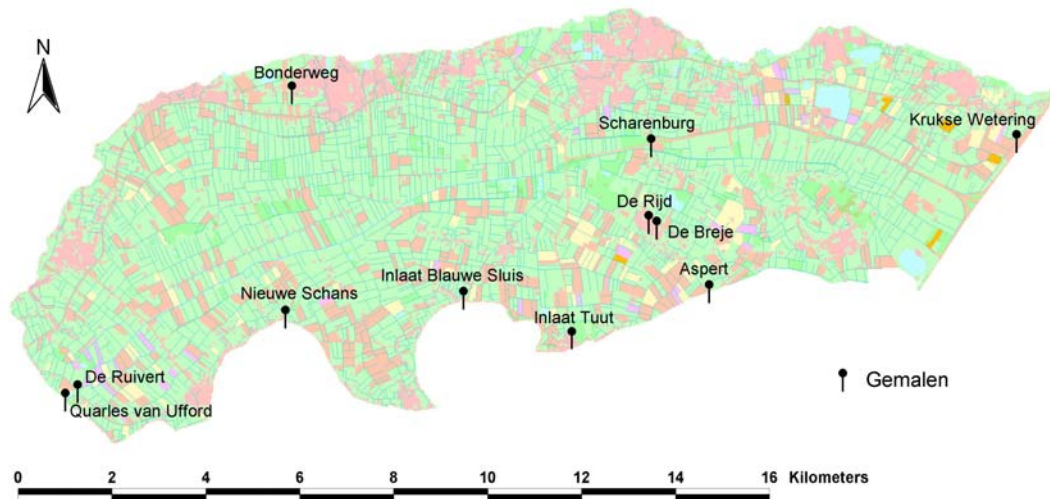 N
Bonderweg
Scharenburg
Krukse Wetering
De Rijd
De Breje
Aspert
Inlaat Blauwe Sluis
Nieuwe Schans
Inlaat Tuut
De Ruivert
Quarles van Ufford
Gemalen
0 2 4 6 8 10 12 14 16 Kilometers